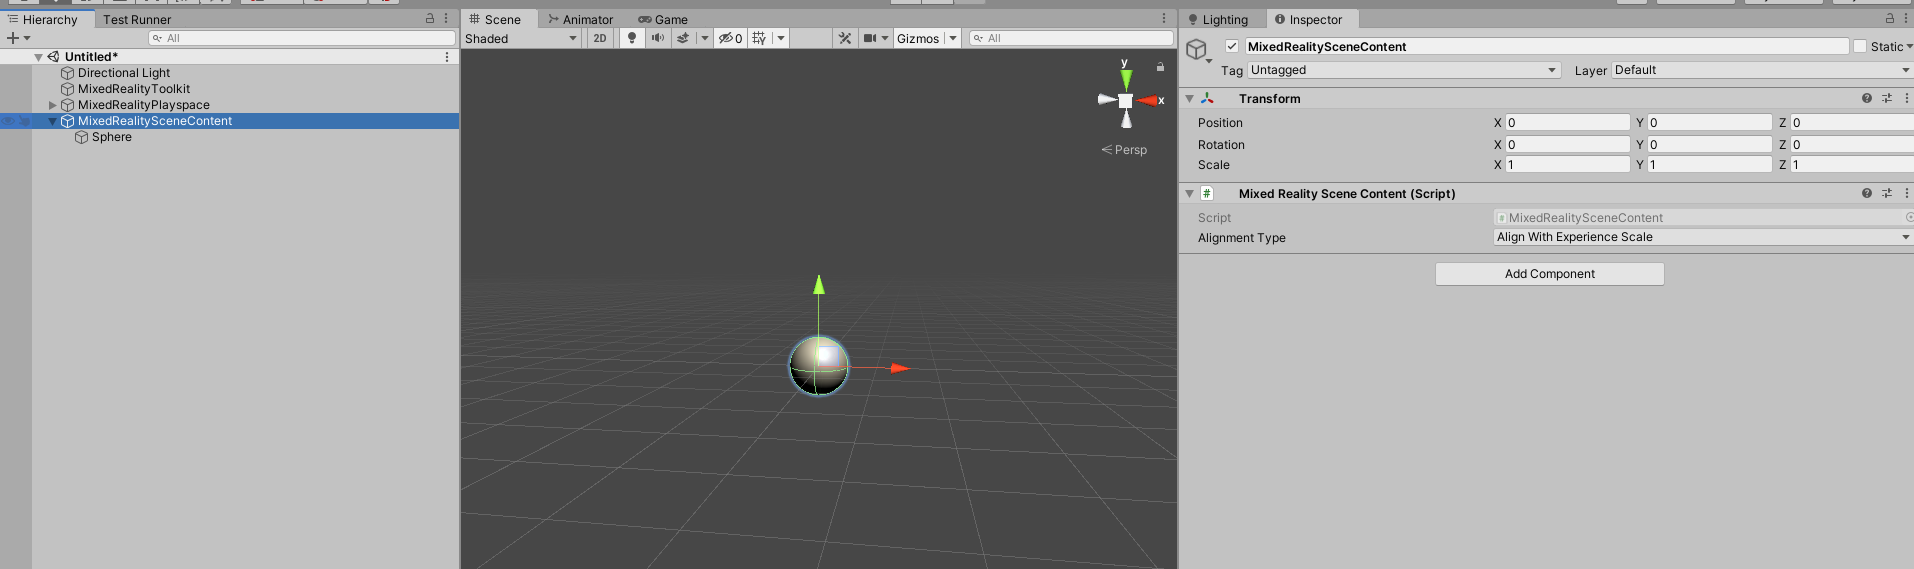 Hierarchy
Test Runner
All
Untitled*
Directional Light
MixedRealityToolkit
MixedRealityPlayspace
MixedRealitySceneContent
Sphere
Scene
Animator
Game
Shaded
2D
0
Gizmos
All
y
x
Persp
Lighting
Inspector
MixedRealitySceneContent
Static
Tag Untagged
Layer Default
Transform
Position X 0 Y 0 Z 0
Rotation X 0 Y 0 Z 0
Scale X 1 Y 1 Z 1
# Mixed Reality Scene Content (Script)
Script # MixedRealitySceneContent
Alignment Type Align With Experience Scale
Add Component